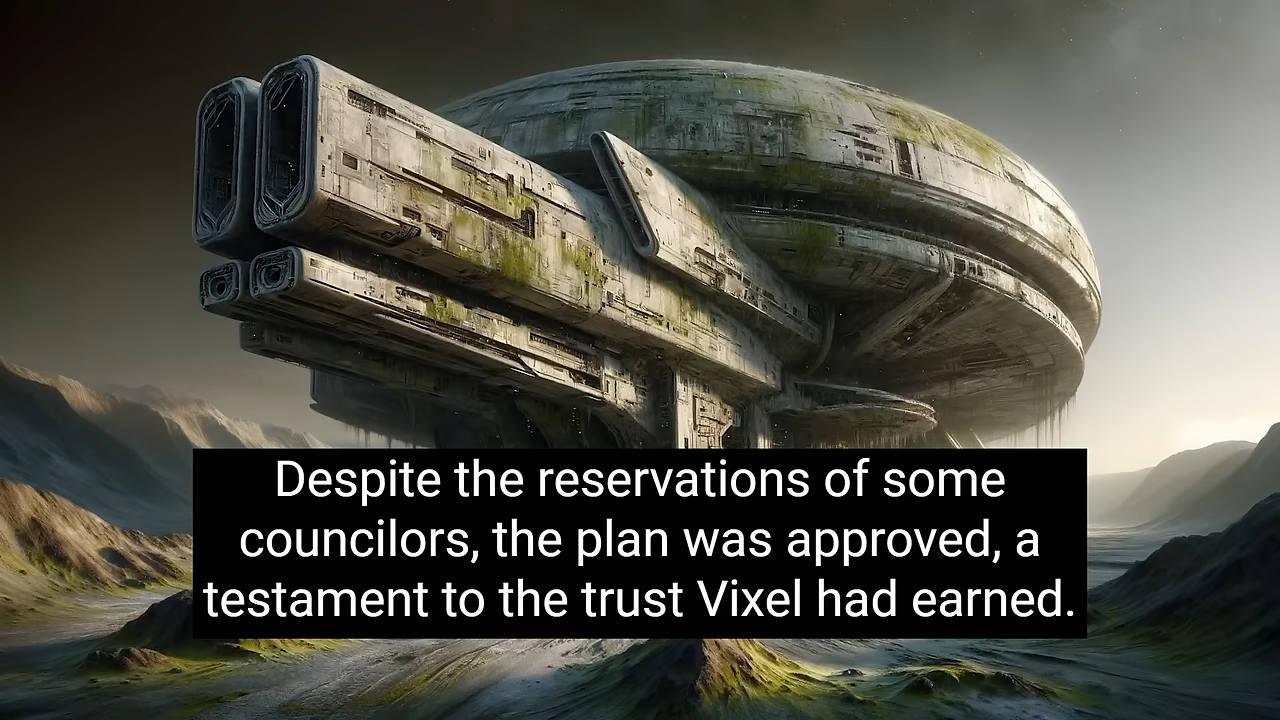 Despite the reservations of some
councilors, the plan was approved, a
testament to the trust Vixel had earned.